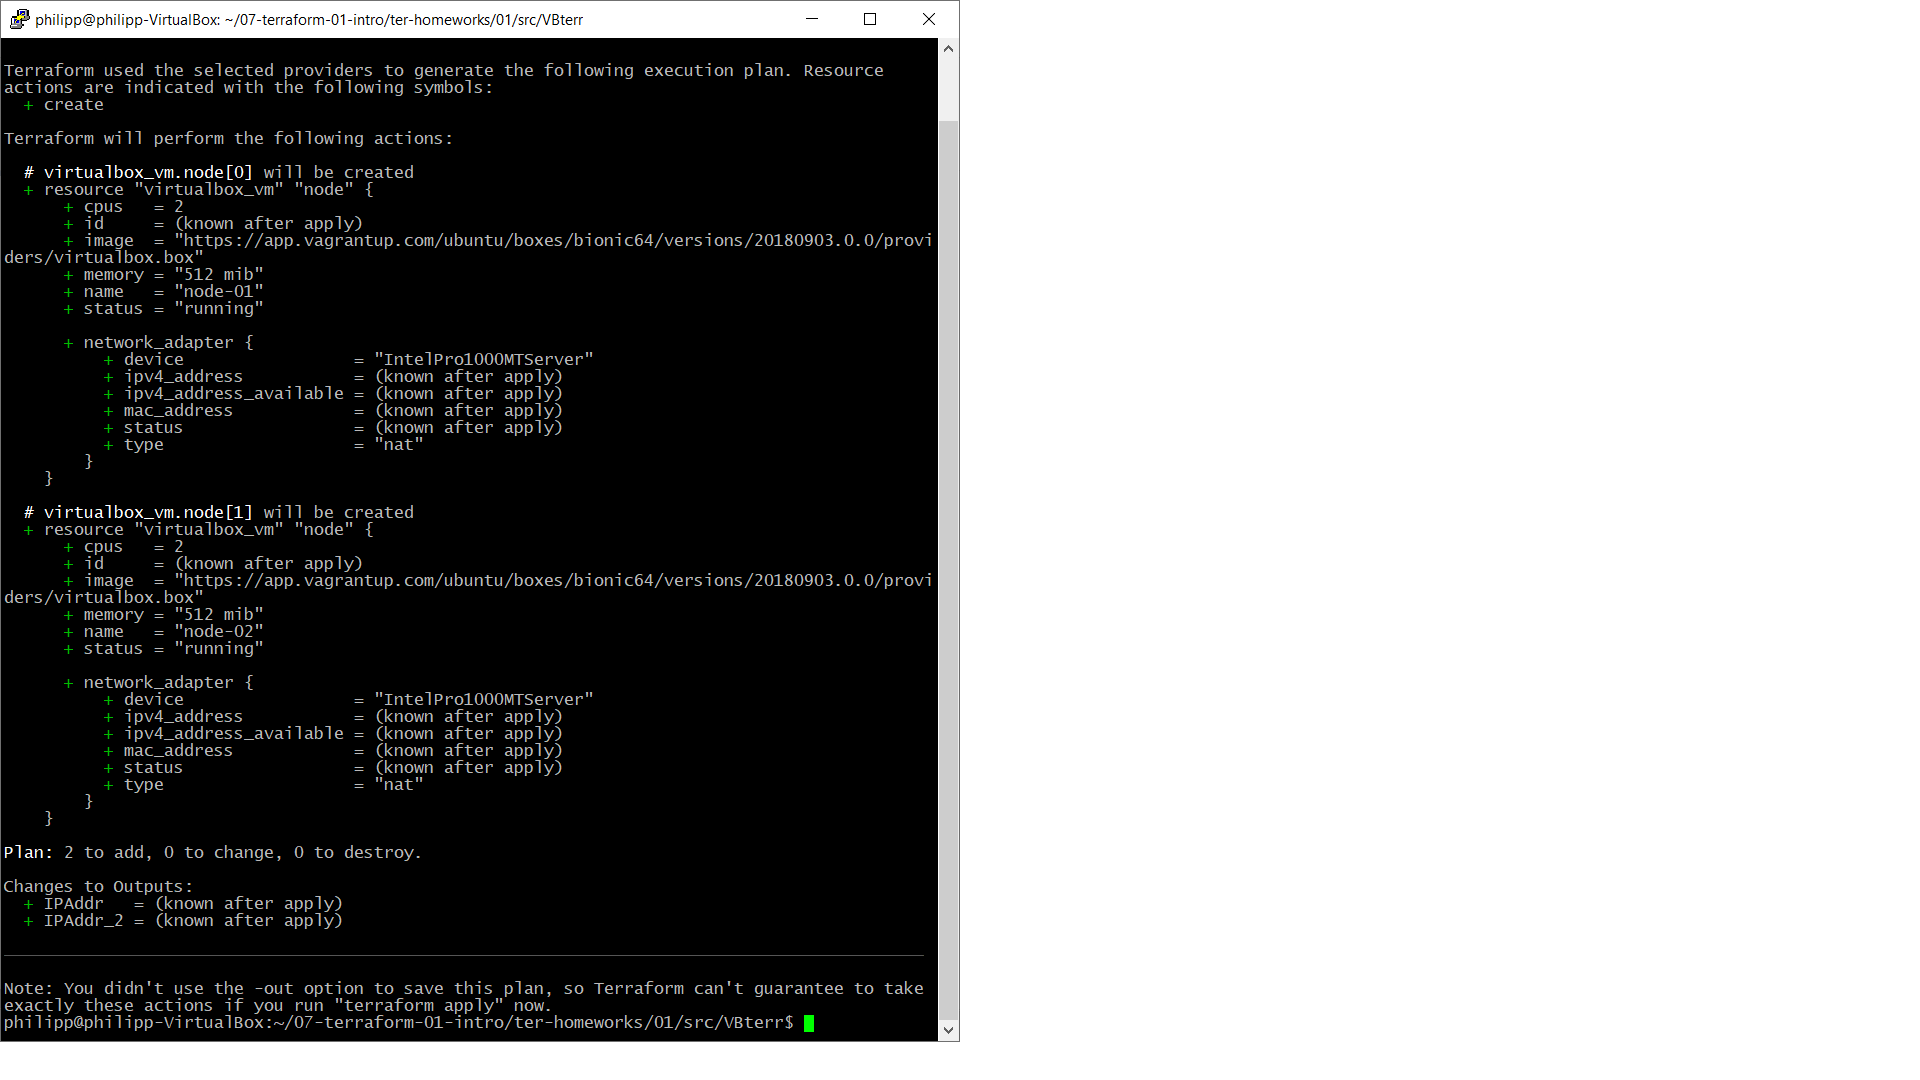 philipp@philipp-VirtualBox: ~/07-terraform-01-intro/ter-homeworks/01/src/VBterr
Terraform used the selected providers to generate the following execution plan. Resource
actions are indicated with the following symbols:
  + create
Terraform will perform the following actions:
  # virtualbox_vm.node[0] will be created
  + resource "virtualbox_vm" "node" {
      + cpus   = 2
      + id     = (known after apply)
      + image  = "https://app.vagrantup.com/ubuntu/boxes/bionic64/versions/20180903.0.0/provi
ders/virtualbox.box"
      + memory = "512 mib"
      + name   = "node-01"
      + status = "running"
      + network_adapter {
          + device                 = "IntelPro1000MTServer"
          + ipv4_address           = (known after apply)
          + ipv4_address_available = (known after apply)
          + mac_address            = (known after apply)
          + status                 = (known after apply)
          + type                   = "nat"
        }
    }
  # virtualbox_vm.node[1] will be created
  + resource "virtualbox_vm" "node" {
      + cpus   = 2
      + id     = (known after apply)
      + image  = "https://app.vagrantup.com/ubuntu/boxes/bionic64/versions/20180903.0.0/provi
ders/virtualbox.box"
      + memory = "512 mib"
      + name   = "node-02"
      + status = "running"
      + network_adapter {
          + device                 = "IntelPro1000MTServer"
          + ipv4_address           = (known after apply)
          + ipv4_address_available = (known after apply)
          + mac_address            = (known after apply)
          + status                 = (known after apply)
          + type                   = "nat"
        }
    }
Plan: 2 to add, 0 to change, 0 to destroy.
Changes to Outputs:
  + IPAddr   = (known after apply)
  + IPAddr_2 = (known after apply)
Note: You didn't use the -out option to save this plan, so Terraform can't guarantee to take
exactly these actions if you run "terraform apply" now.
philipp@philipp-VirtualBox:~/07-terraform-01-intro/ter-homeworks/01/src/VBterr$